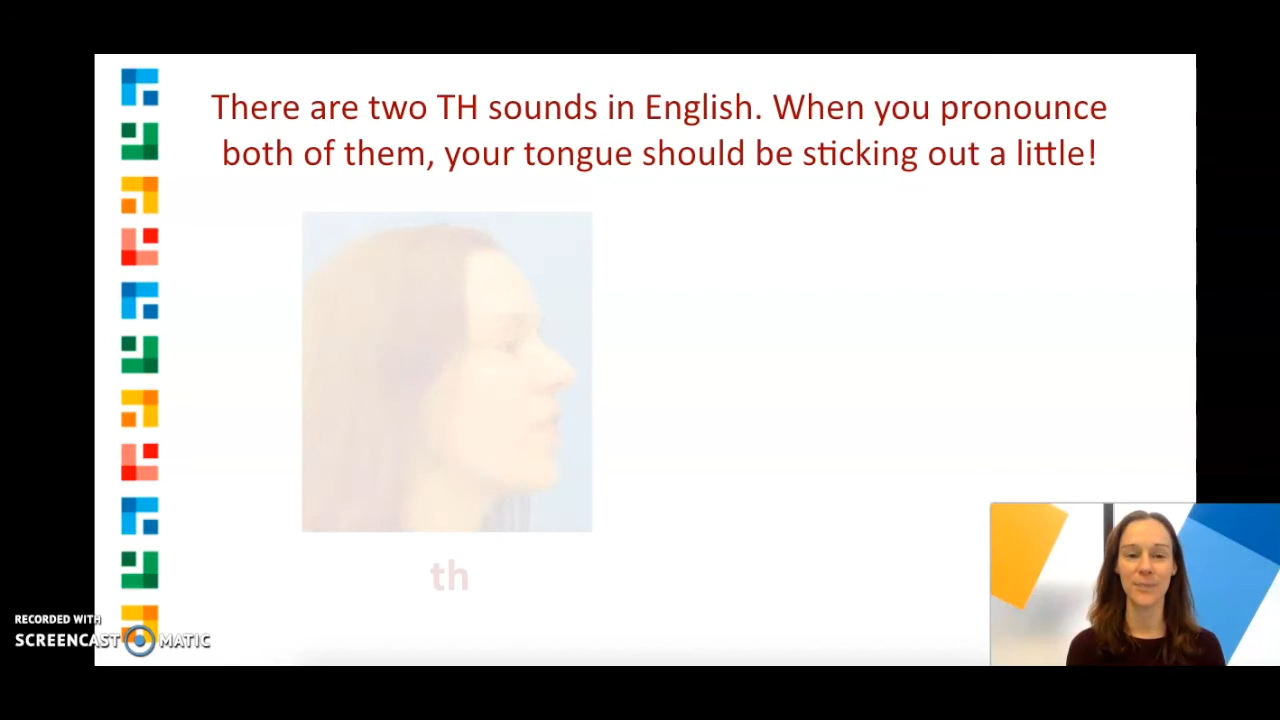 There are two TH sounds in English. When you pronounce
both of them, your tongue should be sticking out a little!
th
RECORDED WITH
SCREENCAST MATIC